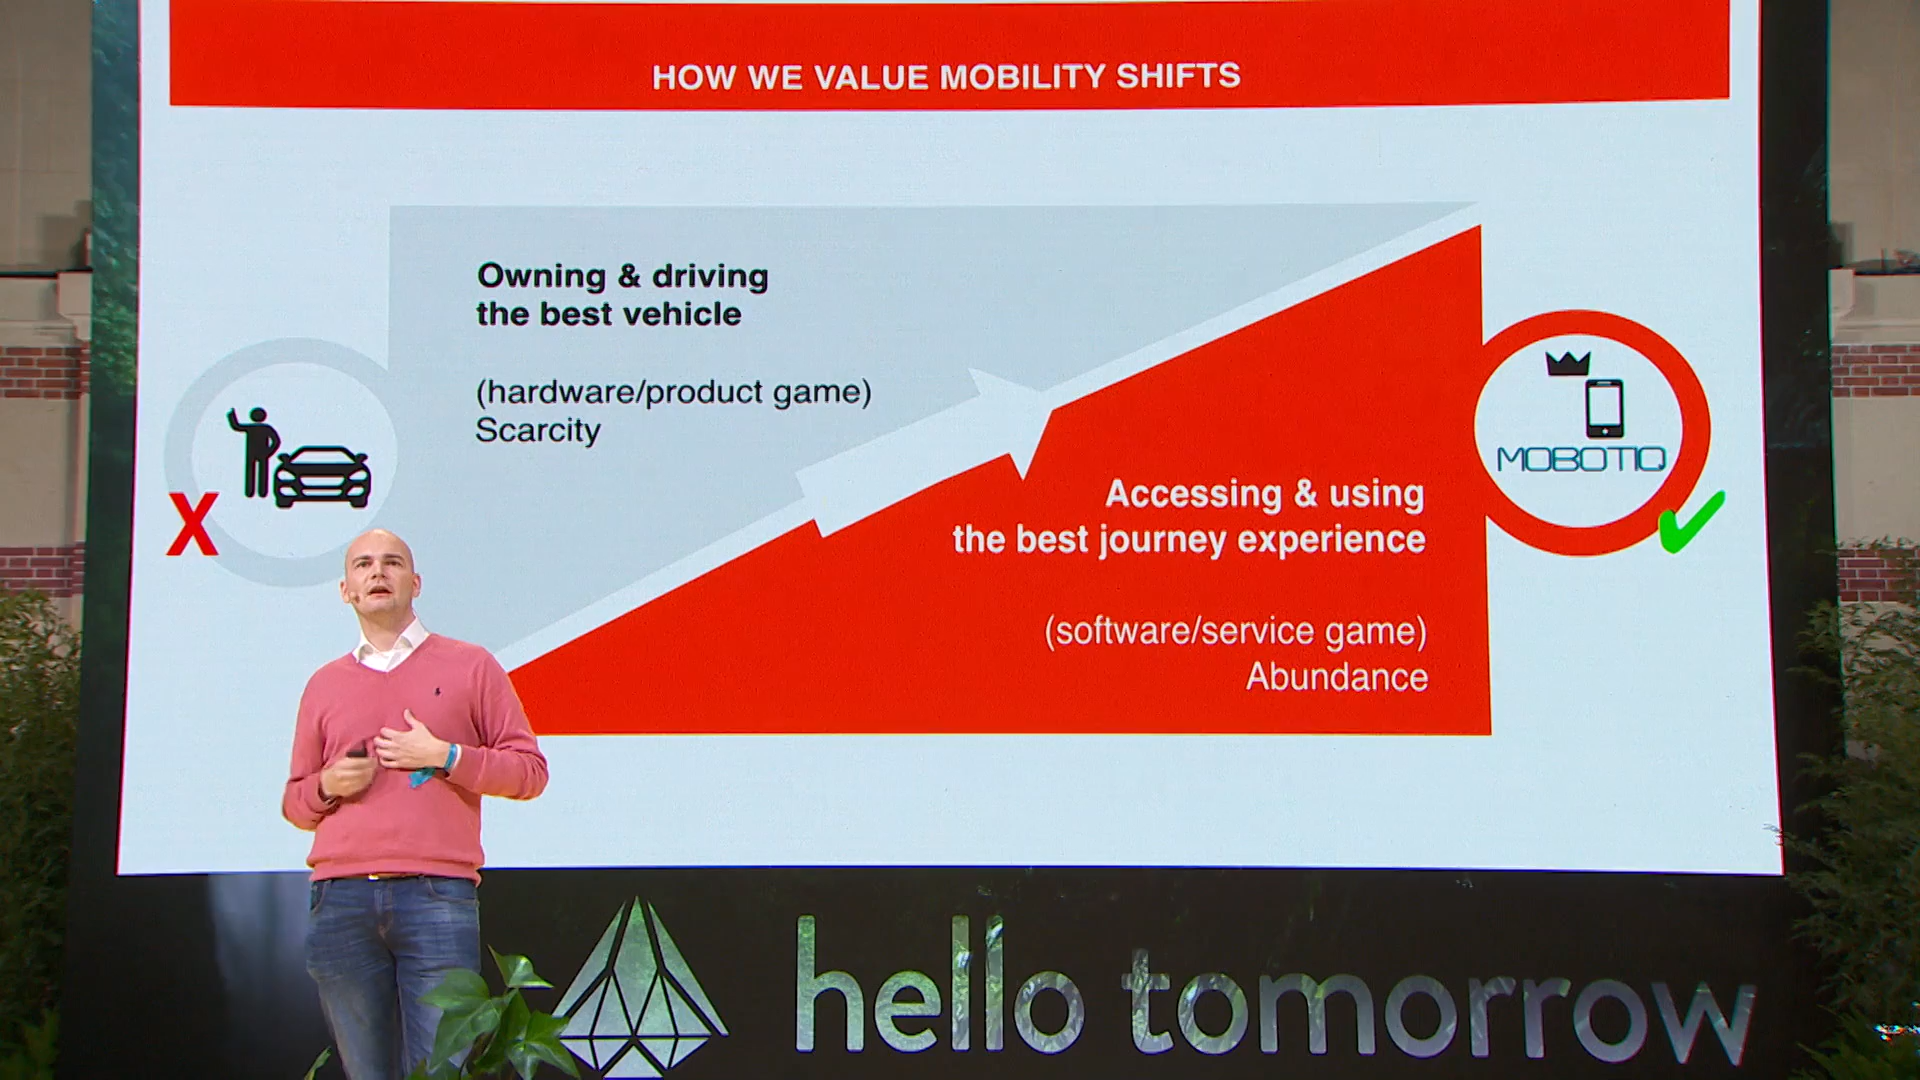 HOW WE VALUE MOBILITY SHIFTS
Owning & driving
the best vehicle
(hardware/product game)
Scarcity
X
MOBOTIQ
Accessing & using
the best journey experience
(software/service game)
Abundance
hello tomorrow